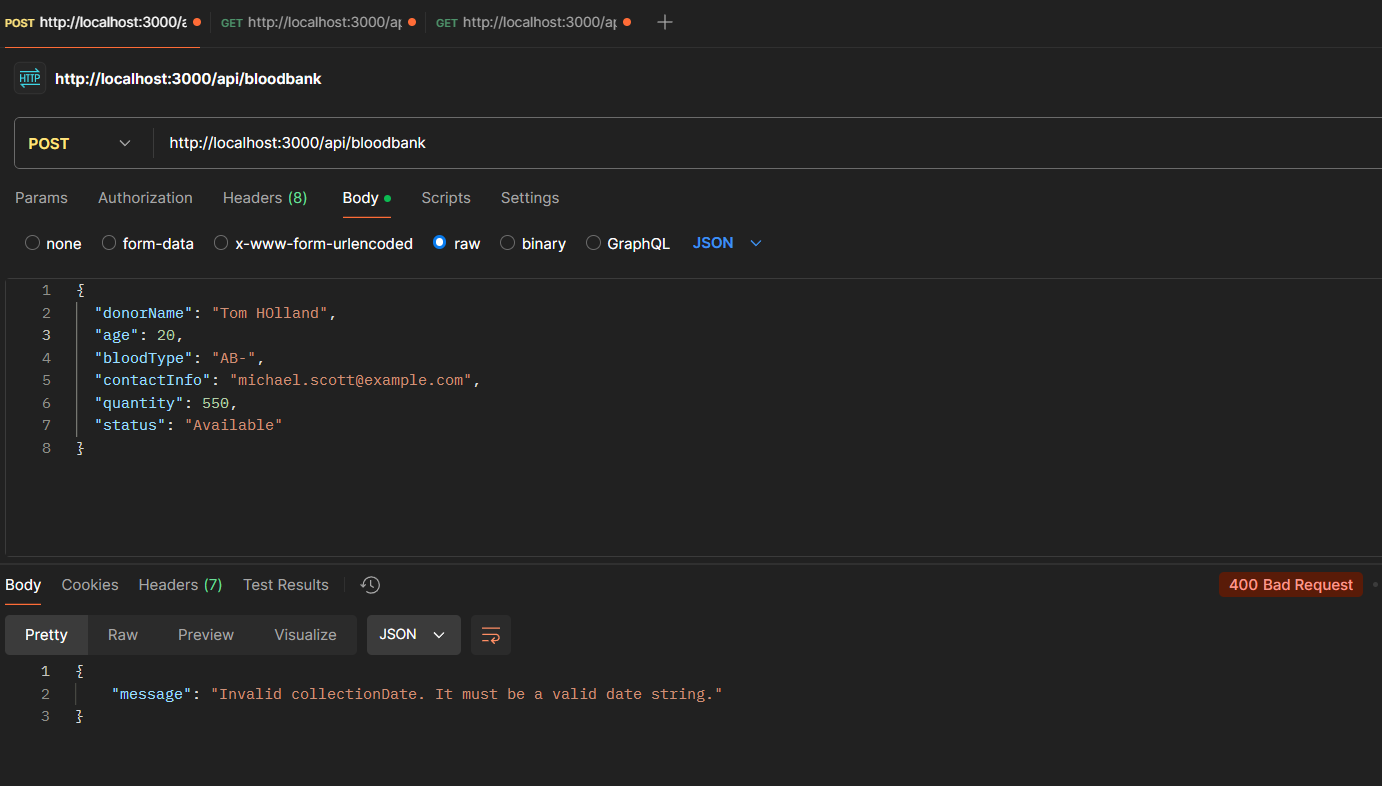 POST http://localhost:3000/a GET http://localhost:3000/ap GET http://localhost:3000/ap
HTTP http://localhost:3000/api/bloodbank
POST http://localhost:3000/api/bloodbank
Params Authorization Headers (8) Body Scripts Settings
none form-data x-www-form-urlencoded raw binary GraphQL JSON
1 {
2 "donorName": "Tom HOlland",
3 "age": 20,
4 "bloodType": "AB-",
5 "contactInfo": "michael.scott@example.com",
6 "quantity": 550,
7 "status": "Available"
8 }
Body Cookies Headers (7) Test Results 400 Bad Request
Pretty Raw Preview Visualize JSON
1 {
2 "message": "Invalid collectionDate. It must be a valid date string."
3 }